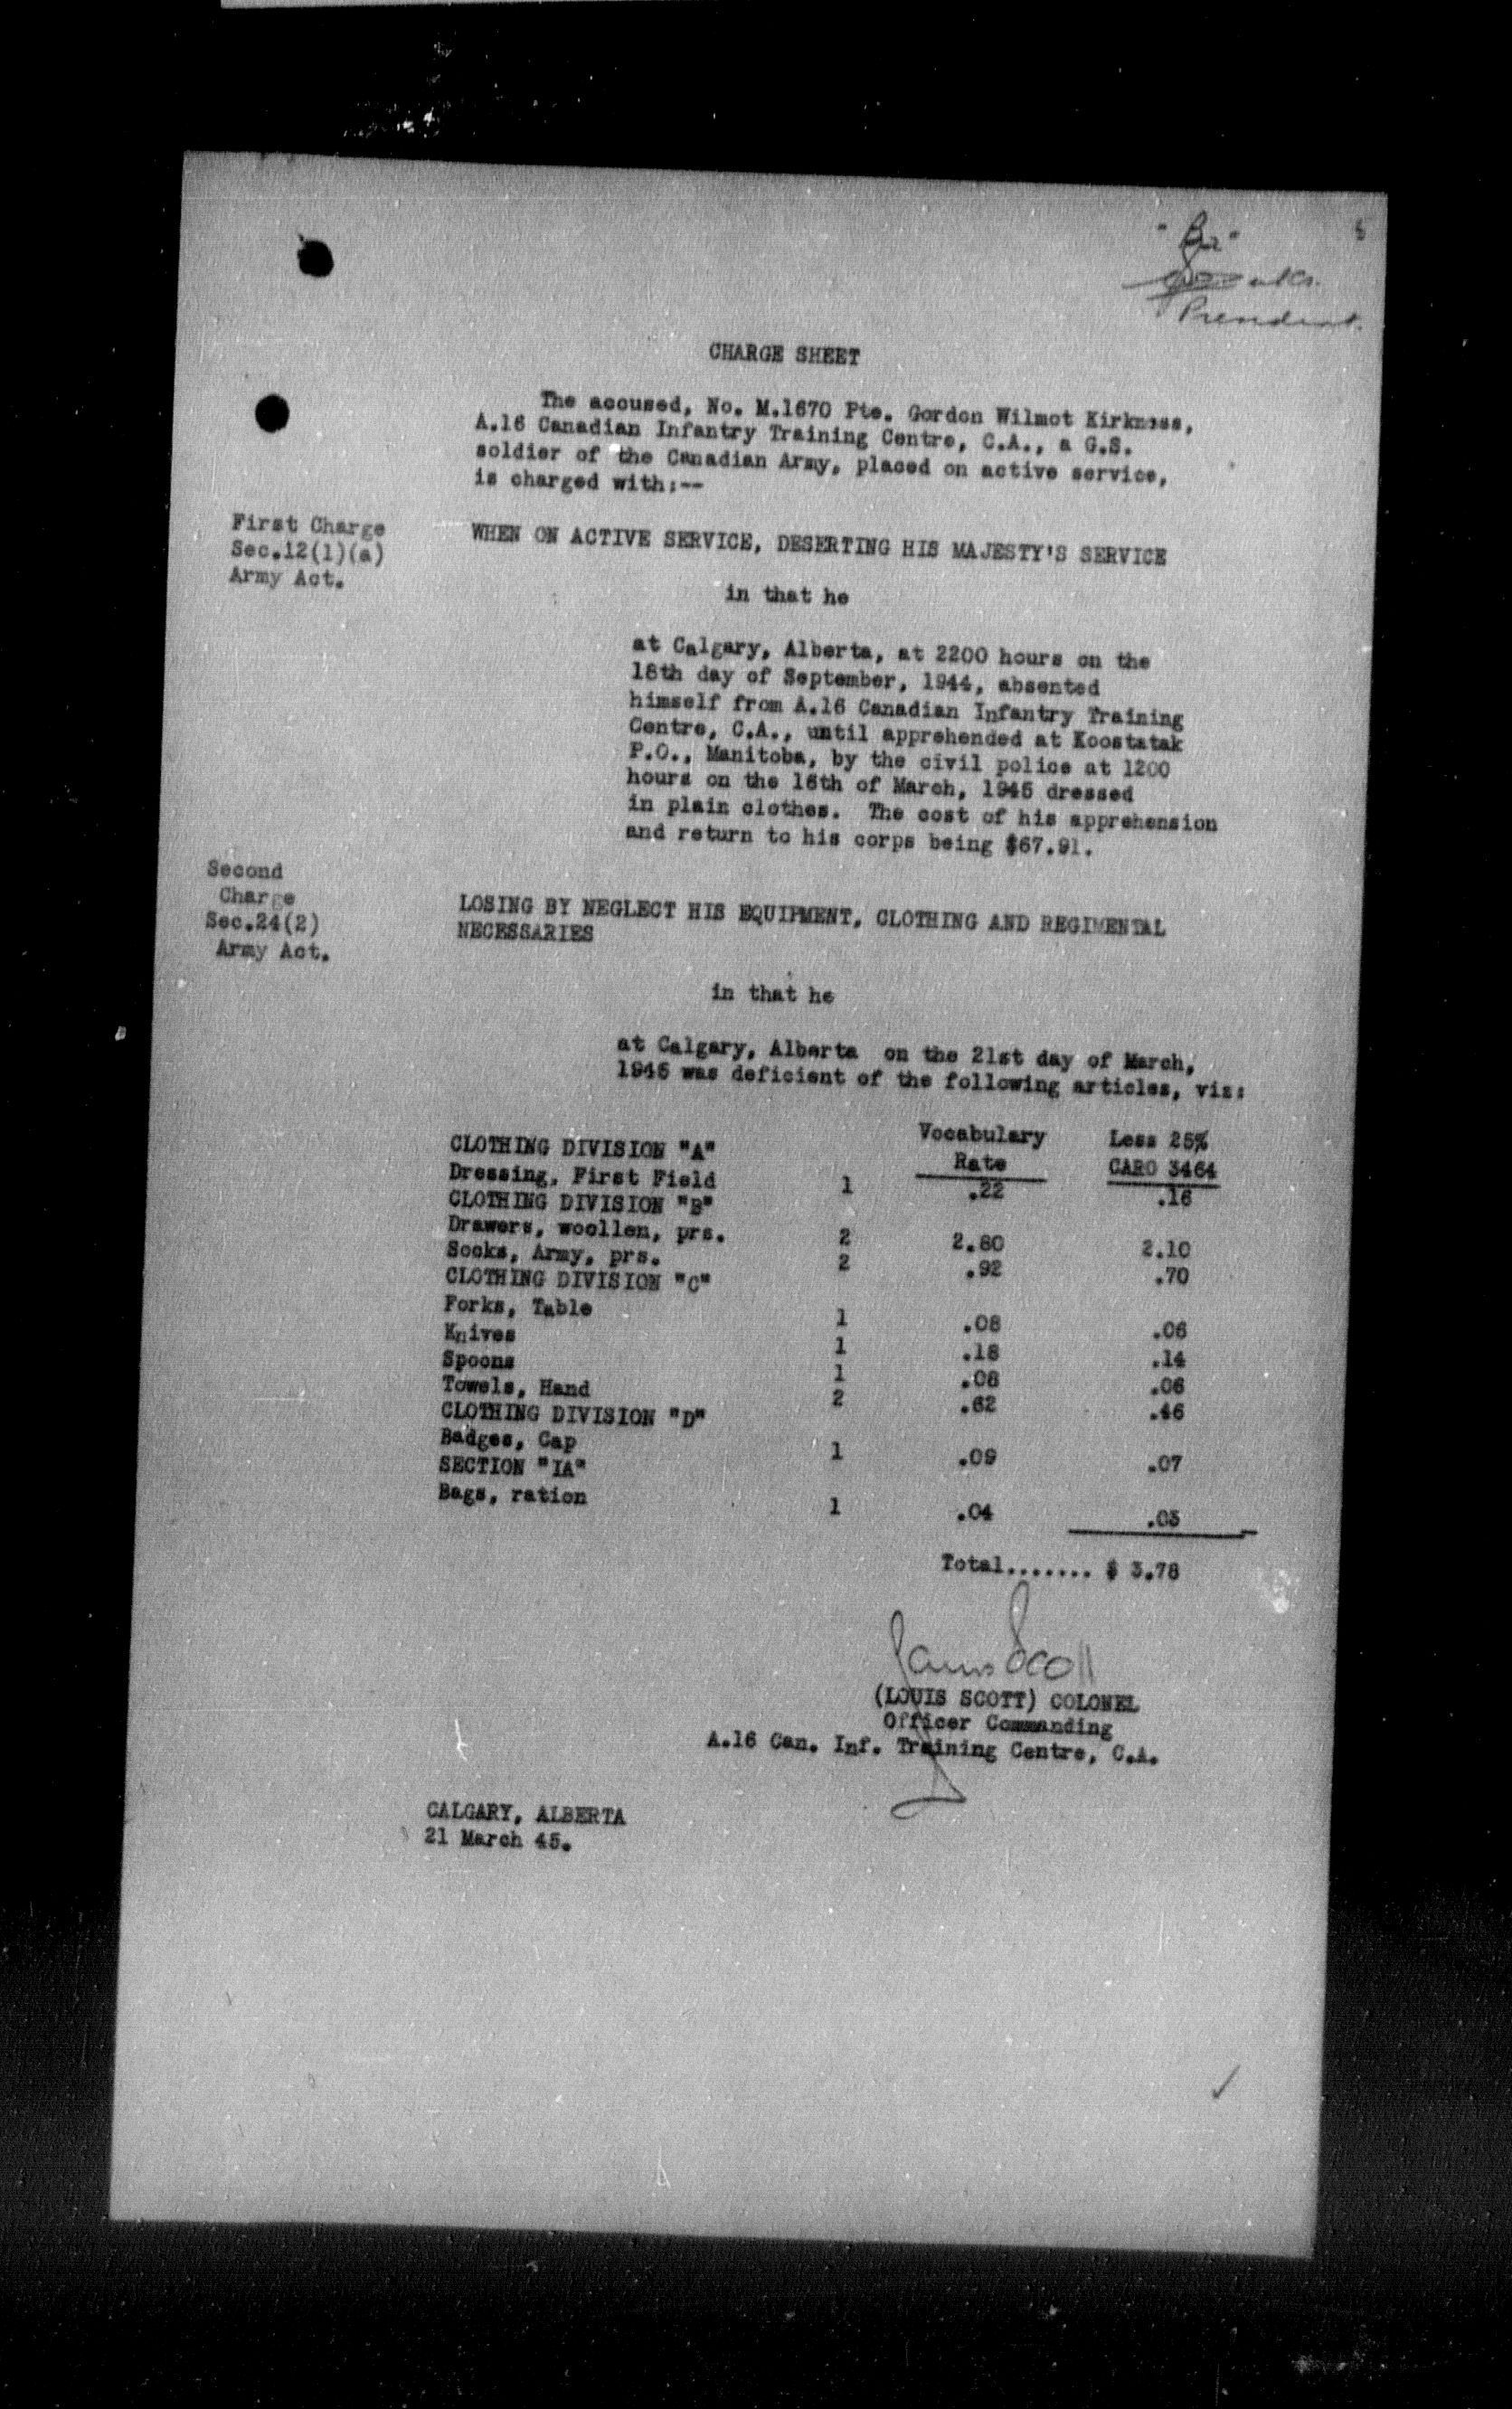 "B2"
President.
CHARGE SHEET
The accused, No. M.1670 Pte. Gordon Wilmot Kirkness,
A.16 Canadian Infantry Training Centre, C.A., a G.S.
soldier of the Canadian Army, placed on active service,
is charged with:--
First Charge
Sec.12(1)(a)
Army Act.
WHEN ON ACTIVE SERVICE, DESERTING HIS MAJESTY'S SERVICE
in that he
at Calgary, Alberta, at 2200 hours on the
18th day of September, 1944, absented
himself from A.16 Canadian Infantry Training
Centre, C.A., until apprehended at Koostatak
P.O., Manitoba, by the civil police at 1200
hours on the 16th of March, 1945 dressed
in plain clothes. The cost of his apprehension
and return to his corps being $67.91.
Second
Charge
Sec.24(2)
Army Act.
LOSING BY NEGLECT HIS EQUIPMENT, CLOTHING AND REGIMENTAL
NECESSARIES
in that he
at Calgary, Alberta on the 21st day of March,
1945 was deficient of the following articles, viz:
Vocabulary Less 25%
Rate CARO 3464
CLOTHING DIVISION "A"
Dressing, First Field 1 .22 .16
CLOTHING DIVISION "B"
Drawers, woollen, prs. 2 2.80 2.10
Socks, Army, prs. 2 .92 .70
CLOTHING DIVISION "C"
Forks, Table 1 .08 .06
Knives 1 .18 .14
Spoons 1 .08 .06
Towels, Hand 2 .62 .46
CLOTHING DIVISION "D"
Badges, Cap 1 .09 .07
SECTION "IA"
Bags, ration 1 .04 .03
Total....... $ 3.78
Louis Scott
(LOUIS SCOTT) COLONEL
Officer Commanding
A.16 Can. Inf. Training Centre, C.A.
CALGARY, ALBERTA
21 March 45.